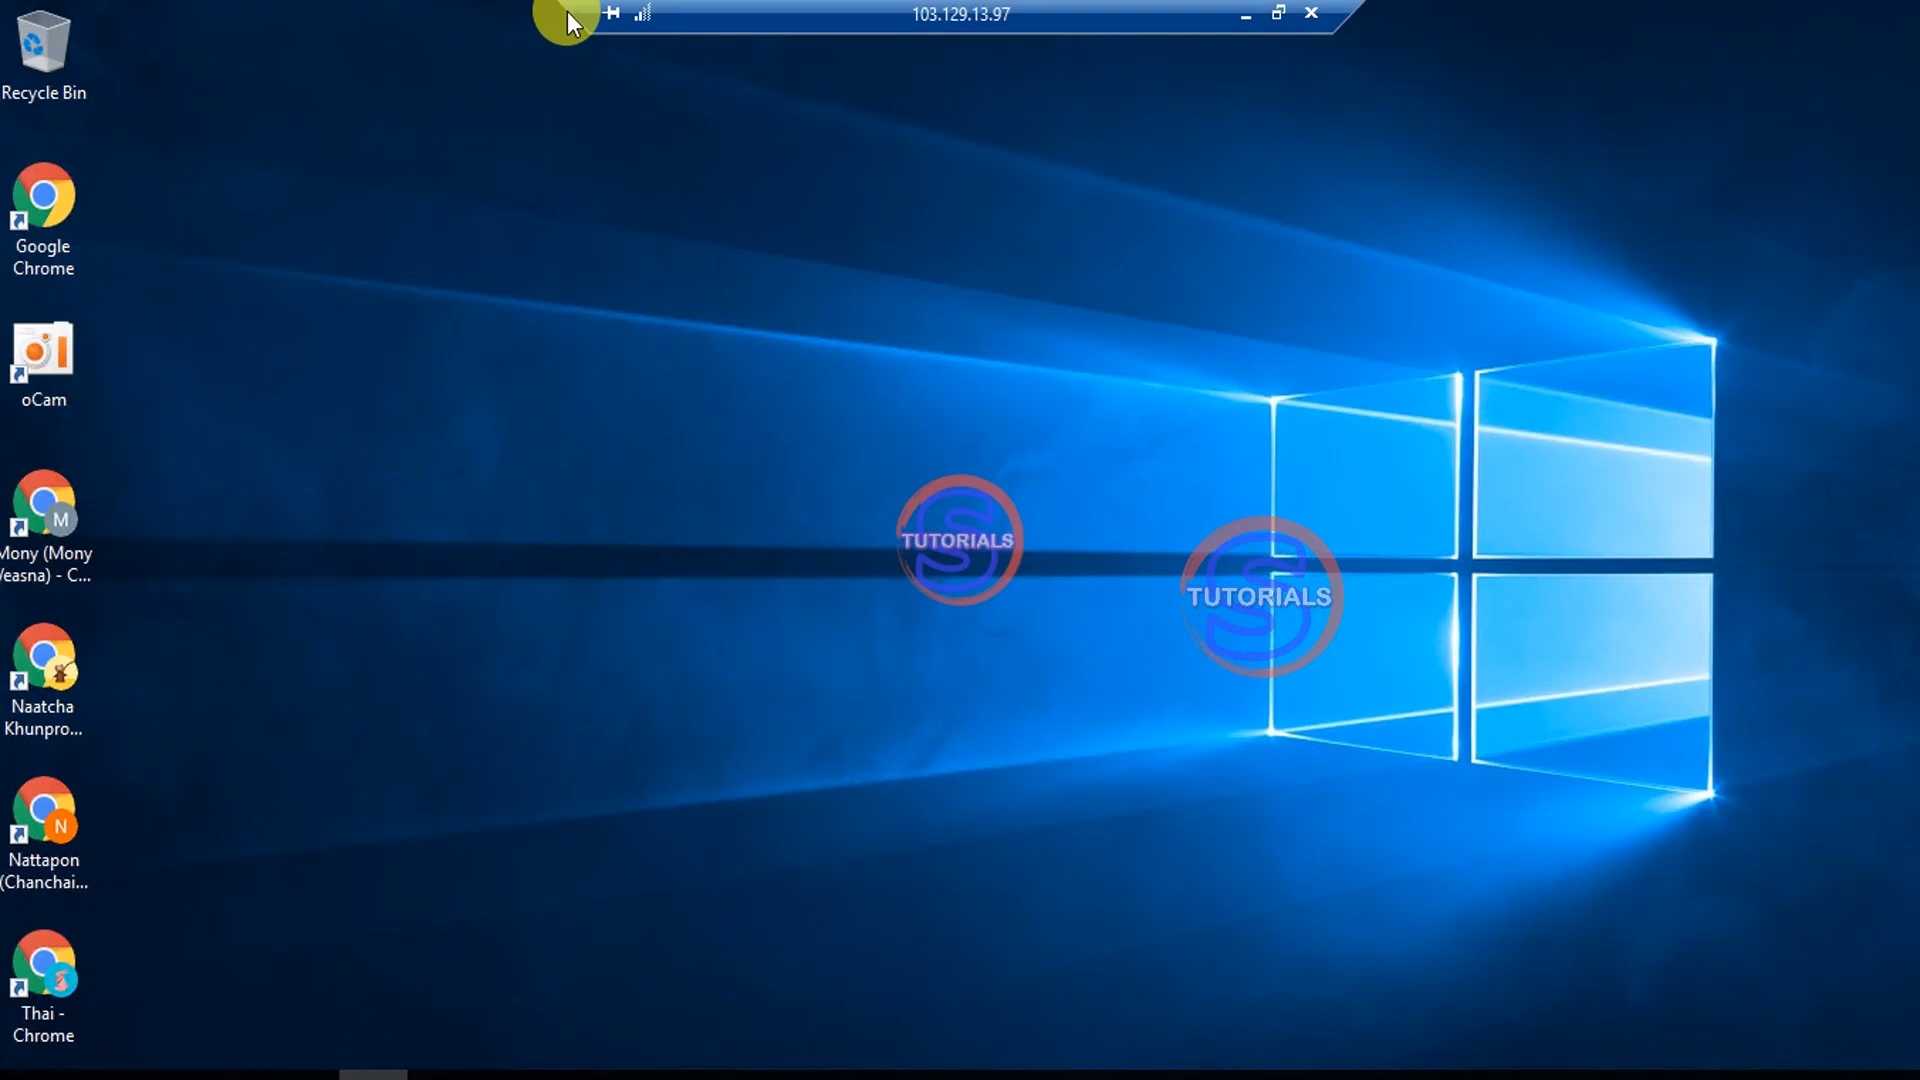 103.129.13.97
Recycle Bin
Google
Chrome
oCam
Mony (Mony
Veasna) - C...
Naatcha
Khunpro...
Nattapon
(Chanchai...
Thai -
Chrome
M
N
TUTORIALS
TUTORIALS